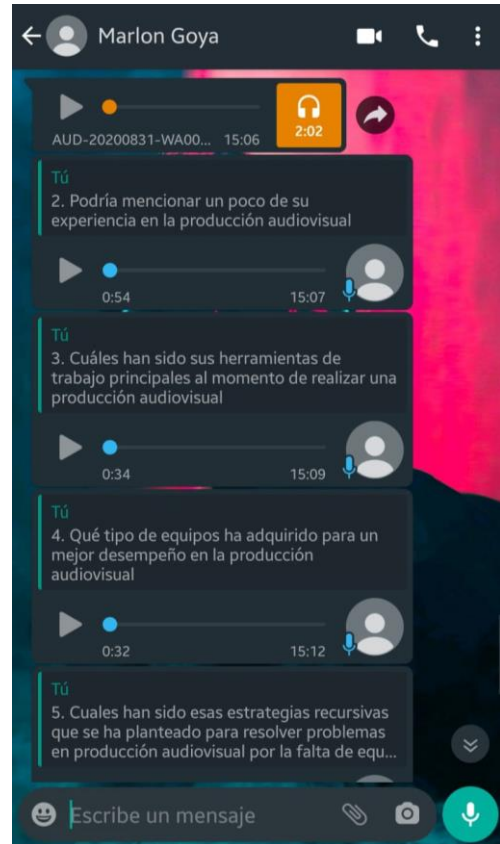 Marlon Goya
AUD-20200831-WA00... 15:06
2:02
Tú
2. Podría mencionar un poco de su
experiencia en la producción audiovisual
0:54 15:07
Tú
3. Cuáles han sido sus herramientas de
trabajo principales al momento de realizar una
producción audiovisual
0:34 15:09
Tú
4. Qué tipo de equipos ha adquirido para un
mejor desempeño en la producción
audiovisual
0:32 15:12
Tú
5. Cuales han sido esas estrategias recursivas
que se ha planteado para resolver problemas
en producción audiovisual por la falta de equ...
Escribe un mensaje